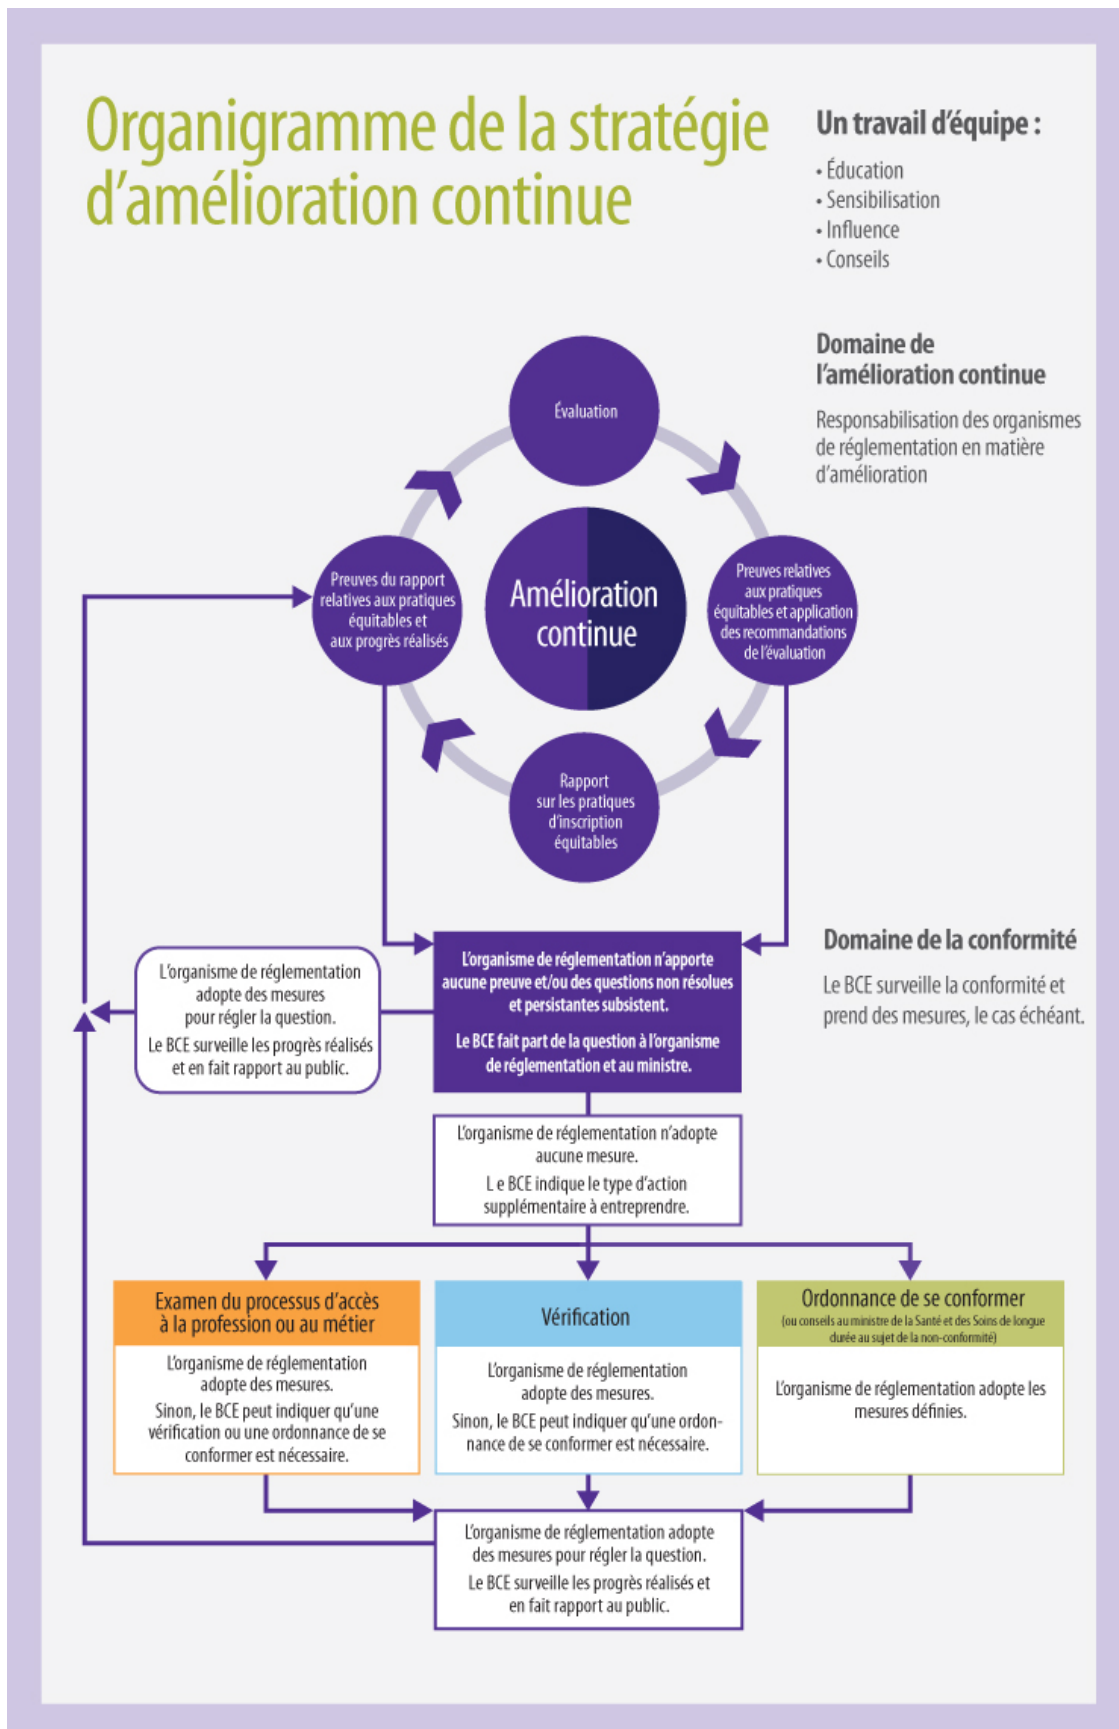 Organigramme de la stratégie
d'amélioration continue
Un travail d'équipe :
• Éducation
• Sensibilisation
• Influence
• Conseils
Domaine de
l'amélioration continue
Responsabilisation des organismes
de réglementation en matière
d'amélioration
Évaluation
Preuves du rapport
relatives aux pratiques
équitables et
aux progrès réalisés
Amélioration
continue
Preuves relatives
aux pratiques
équitables et application
des recommandations
de l'évaluation
Rapport
sur les pratiques
d'inscription
équitables
Domaine de la conformité
Le BCE surveille la conformité et
prend des mesures, le cas échéant.
L'organisme de réglementation
adopte des mesures
pour régler la question.
Le BCE surveille les progrès réalisés
et en fait rapport au public.
L'organisme de réglementation n'apporte
aucune preuve et/ou des questions non résolues
et persistantes subsistent.
Le BCE fait part de la question à l'organisme
de réglementation et au ministre.
L'organisme de réglementation n'adopte
aucune mesure.
L e BCE indique le type d'action
supplémentaire à entreprendre.
Examen du processus d'accès
à la profession ou au métier
L'organisme de réglementation
adopte des mesures.
Sinon, le BCE peut indiquer qu'une
vérification ou une ordonnance de se
conformer est nécessaire.
Vérification
L'organisme de réglementation
adopte des mesures.
Sinon, le BCE peut indiquer qu'une ordon-
nance de se conformer est nécessaire.
Ordonnance de se conformer
(ou conseils au ministre de la Santé et des Soins de longue
durée au sujet de la non-conformité)
L'organisme de réglementation adopte les
mesures définies.
L'organisme de réglementation adopte
des mesures pour régler la question.
Le BCE surveille les progrès réalisés et
en fait rapport au public.